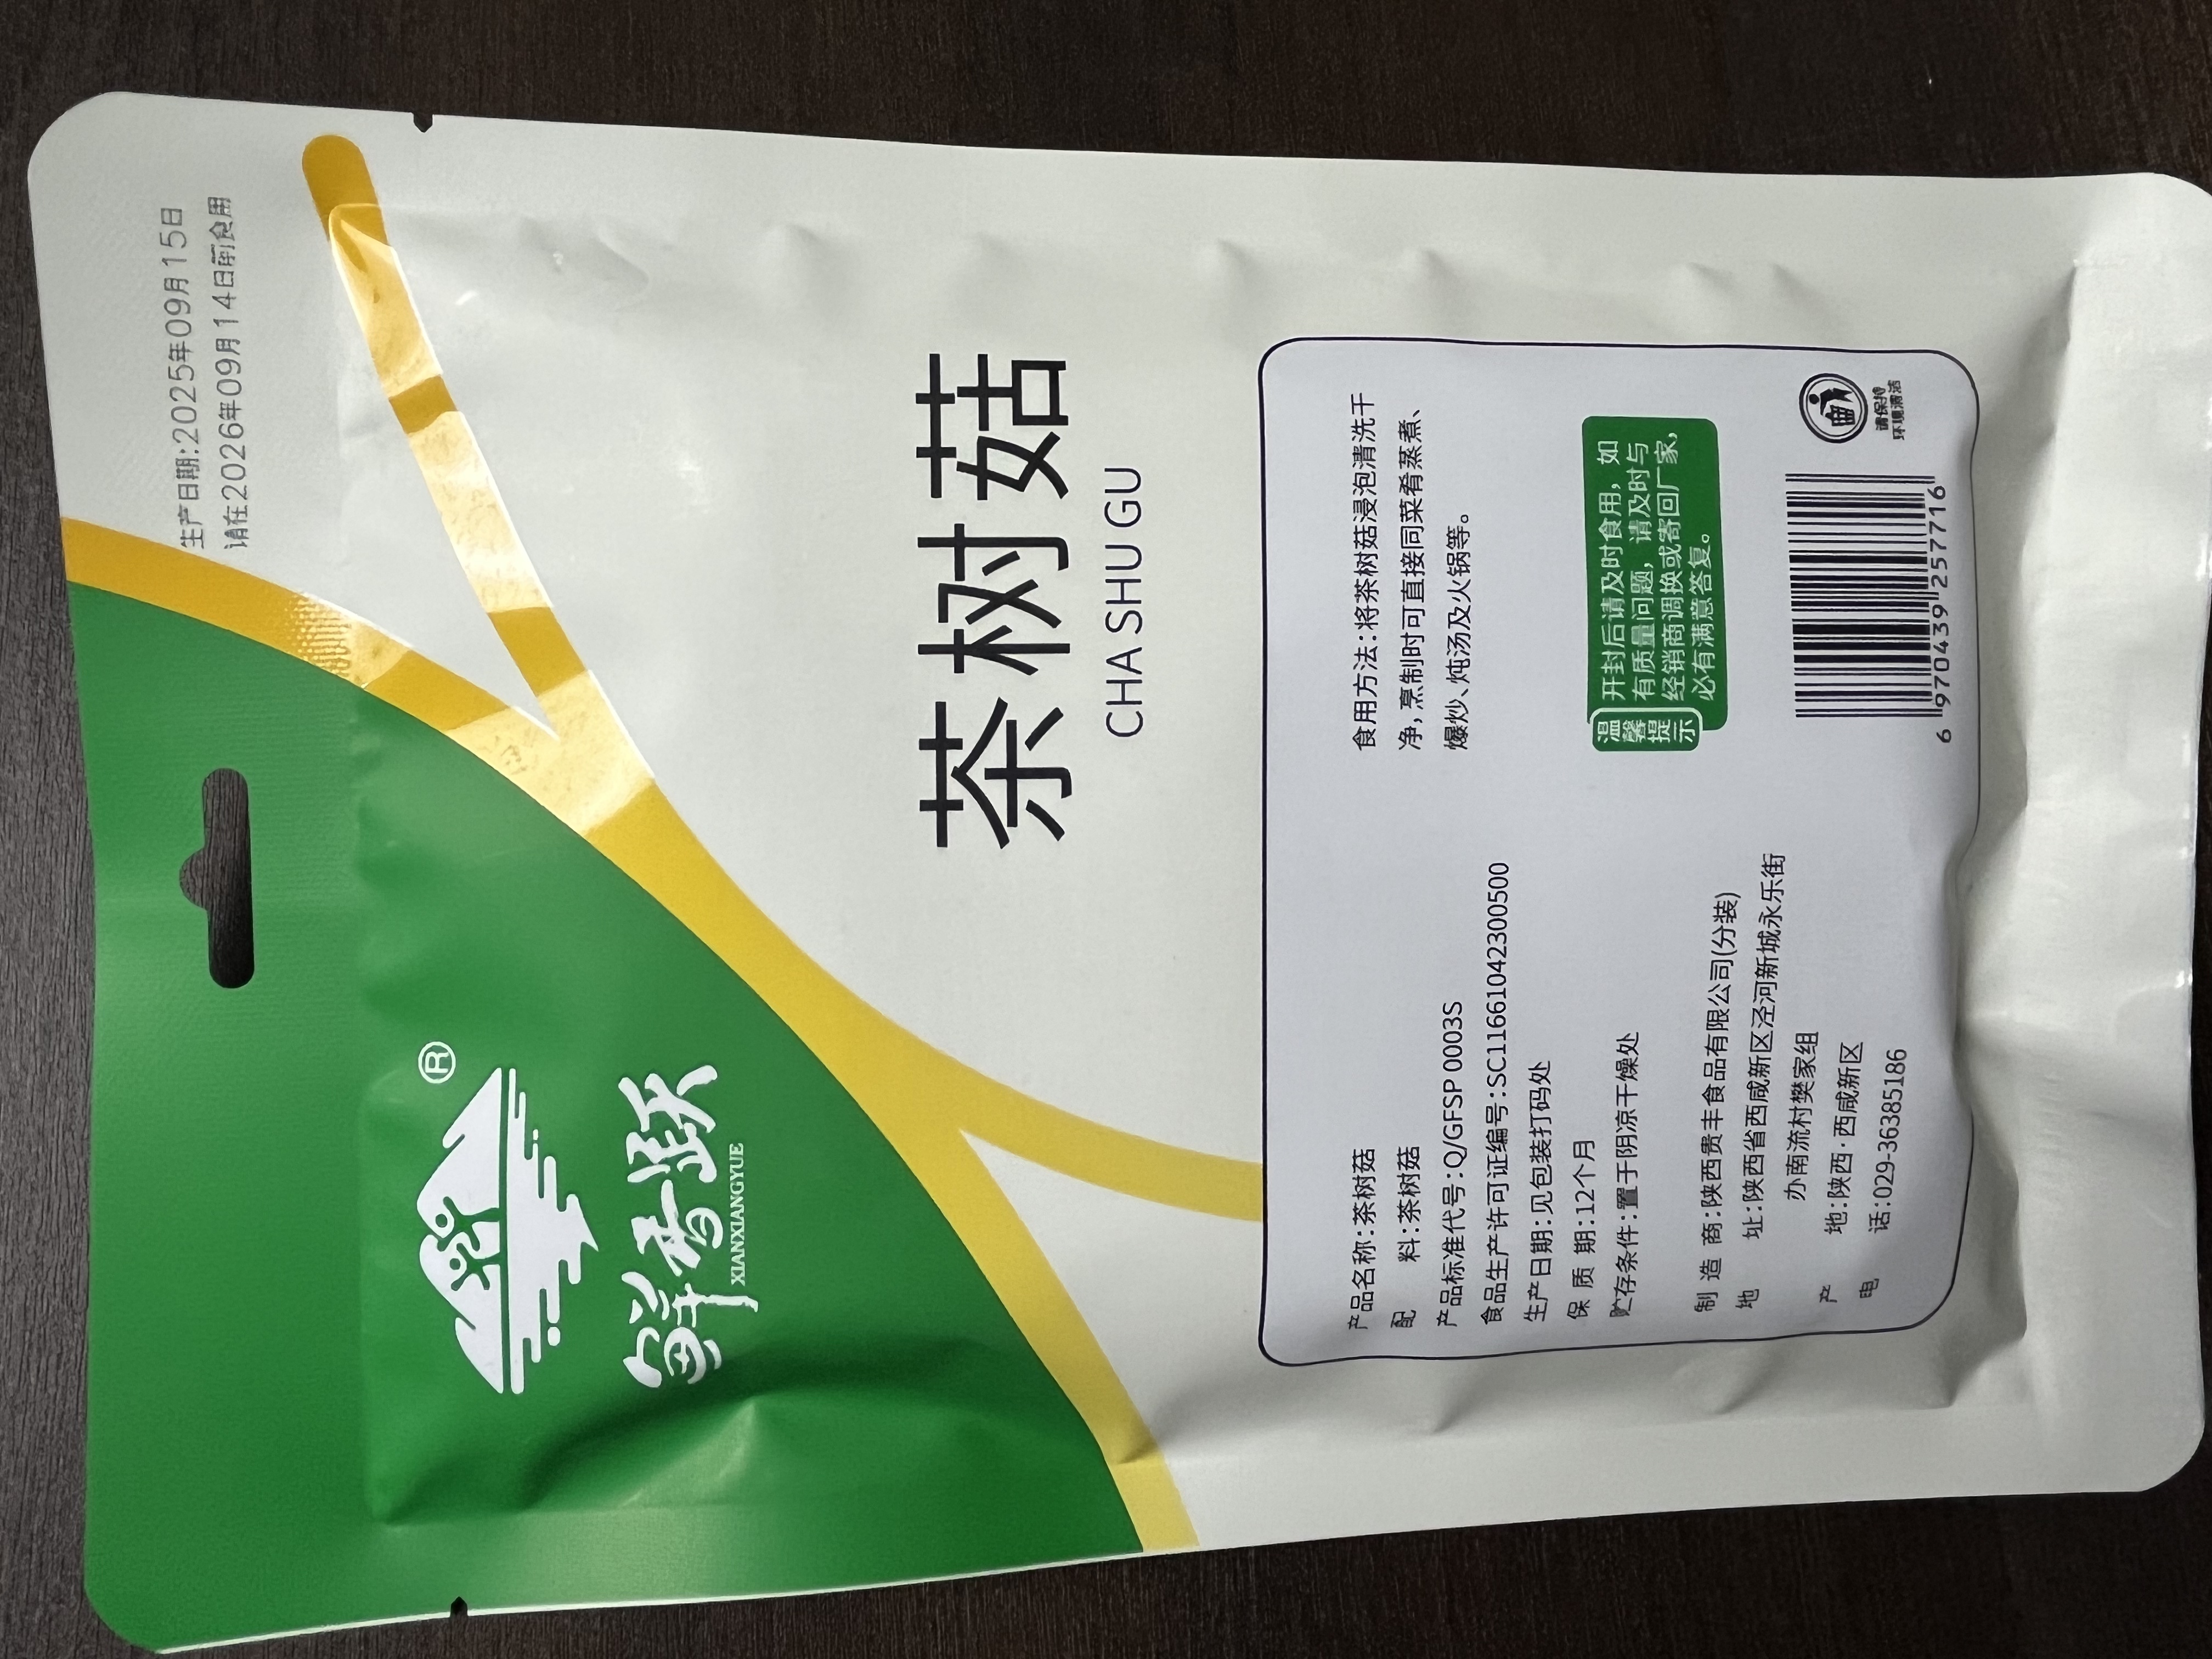 生产日期:2025年09月15日
请在2026年09月14日前食用
®
鲜香跃
XIANXIANGYUE
茶树菇
CHA SHU GU
产品名称:茶树菇
配 料:茶树菇
产品标准代号:Q/GFSP 0003S
食品生产许可证编号:SC11661042300500
生产日期:见包装打码处
保 质 期:12个月
贮存条件:置于阴凉干燥处
制 造 商:陕西贵丰食品有限公司(分装)
地 址:陕西省西咸新区泾河新城永乐街
办南流村樊家组
产 地:陕西·西咸新区
电 话:029-36385186
食用方法:将茶树菇浸泡清洗干
净,烹制时可直接同菜肴蒸煮、
爆炒、炖汤及火锅等。
温馨
提示
开封后请及时食用,如
有质量问题,请及时与
经销商调换或寄回厂家,
必有满意答复。
6 970439 257716
请保持
环境清洁